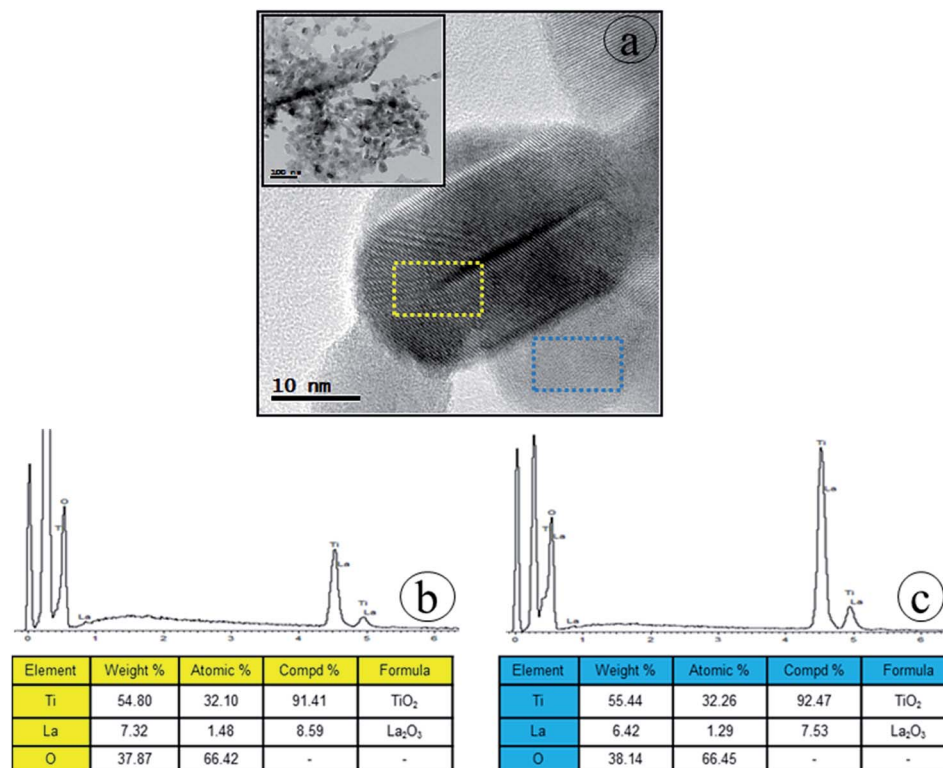 a
100 nm
10 nm
O
Ti
La
La
Ti
La
Ti
La
b
0 1 2 3 4 5 6
O
Ti
La
La
Ti
La
Ti
La
c
0 1 2 3 4 5 6
Element Weight % Atomic % Compd % Formula
Ti 54.80 32.10 91.41 TiO₂
La 7.32 1.48 8.59 La₂O₃
O 37.87 66.42 - -
Element Weight % Atomic % Compd % Formula
Ti 55.44 32.26 92.47 TiO₂
La 6.42 1.29 7.53 La₂O₃
O 38.14 66.45 - -